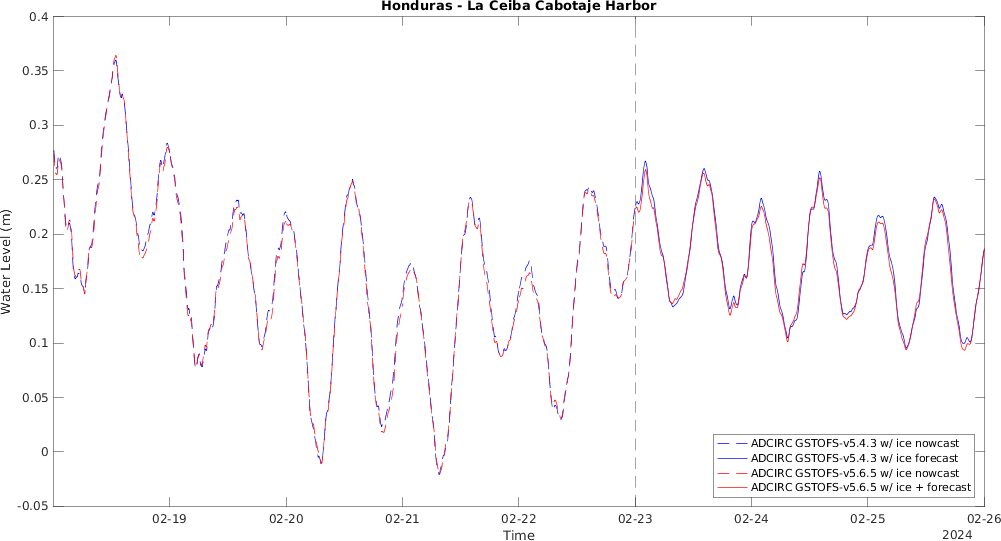 Honduras - La Ceiba Cabotaje Harbor
0.4
0.35
0.3
0.25
0.2
0.15
0.1
0.05
0
-0.05
Water Level (m)
02-19
02-20
02-21
02-22
02-23
02-24
02-25
02-26
Time
2024
ADCIRC GSTOFS-v5.4.3 w/ ice nowcast
ADCIRC GSTOFS-v5.4.3 w/ ice forecast
ADCIRC GSTOFS-v5.6.5 w/ ice nowcast
ADCIRC GSTOFS-v5.6.5 w/ ice + forecast